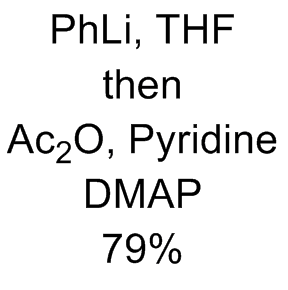 PhLi, THF
then
Ac₂O, Pyridine
DMAP
79%